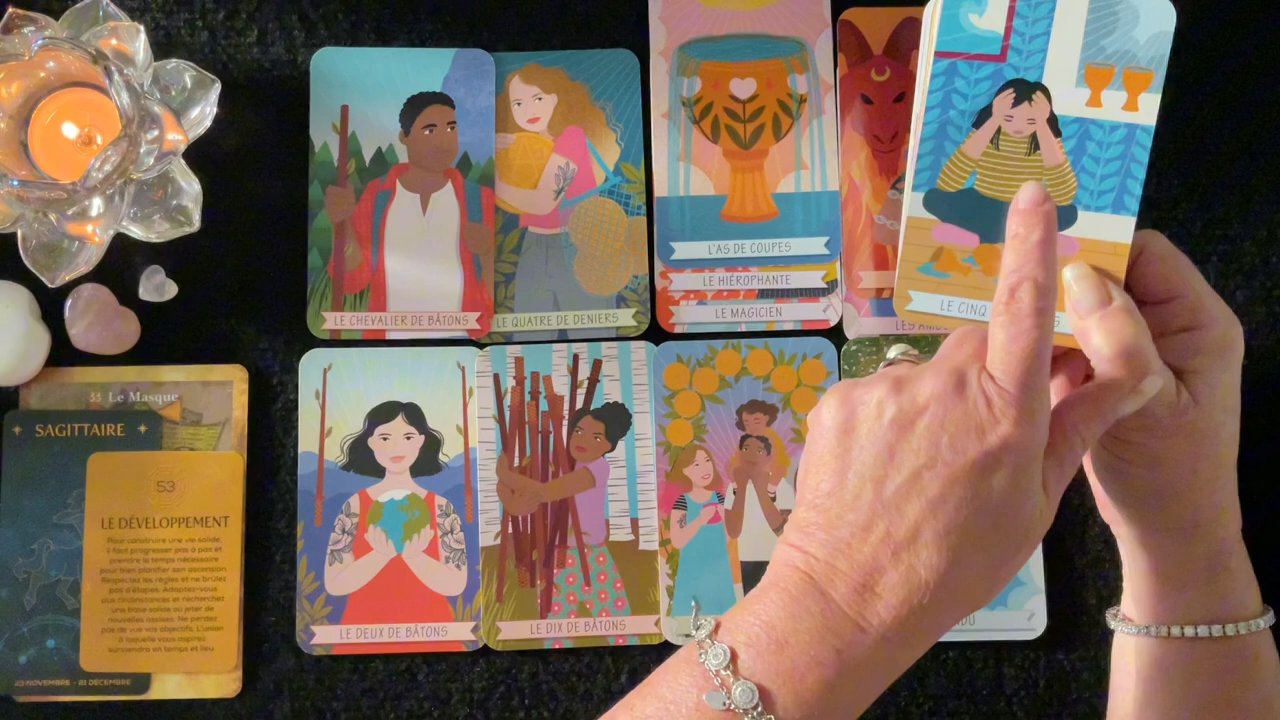 LE CHEVALIER DE BÂTONS
LE QUATRE DE DENIERS
L'AS DE COUPES
LE HIÉROPHANTE
LE MAGICIEN
LES
LE CINQ
55 Le Masque
SAGITTAIRE
53
LE DÉVELOPPEMENT
Pour construire une vie solide,
il faut progresser pas à pas et
prendre le temps nécessaire
pour bien planifier son ascension.
Respectez les règles et ne brûlez
pas d'étapes. Adaptez-vous
aux circonstances et recherchez
une base solide ou jeter de
nouvelles assises. Ne perdez
pas de vue vos objectifs. L'union
à laquelle vous aspirez
surviendra en temps et lieu
23 NOVEMBRE - 21 DÉCEMBRE
LE DEUX DE BÂTONS
LE DIX DE BÂTONS